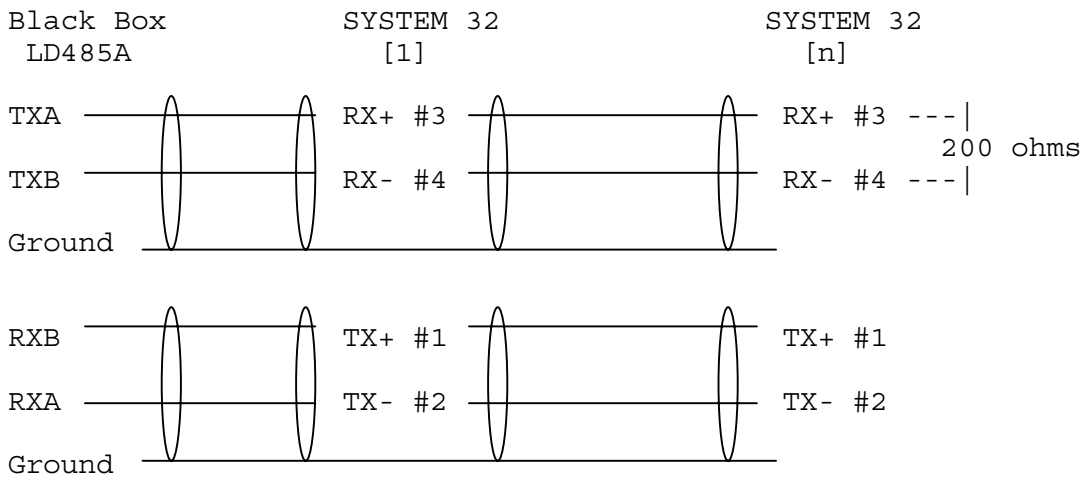 Black Box SYSTEM 32 SYSTEM 32
LD485A [1] [n]
TXA RX+ #3 RX+ #3 ---|
200 ohms
TXB RX- #4 RX- #4 ---|
Ground
RXB TX+ #1 TX+ #1
RXA TX- #2 TX- #2
Ground